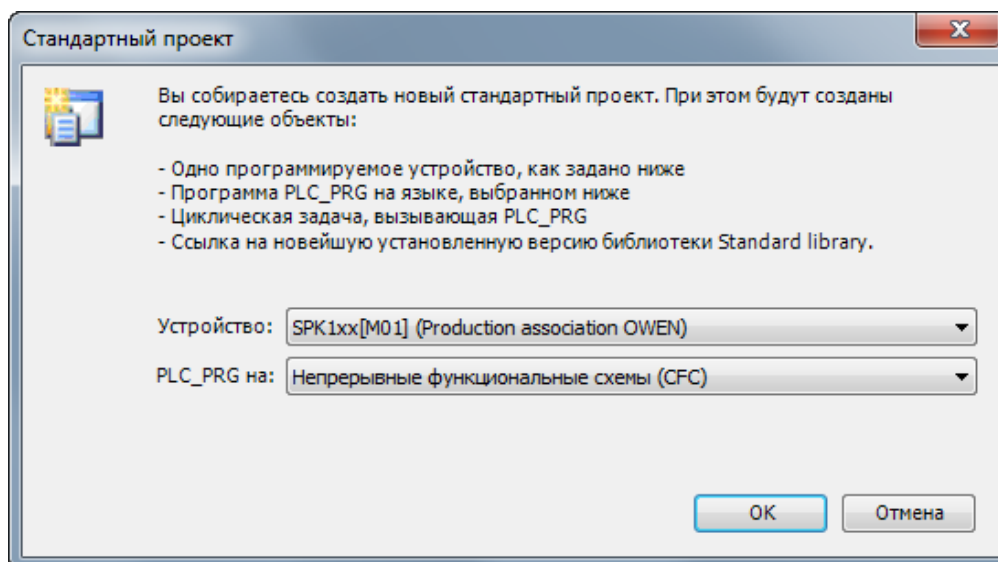 Стандартный проект
Вы собираетесь создать новый стандартный проект. При этом будут созданы
следующие объекты:
- Одно программируемое устройство, как задано ниже
- Программа PLC_PRG на языке, выбранном ниже
- Циклическая задача, вызывающая PLC_PRG
- Ссылка на новейшую установленную версию библиотеки Standard library.
Устройство: SPK1xx[M01] (Production association OWEN)
PLC_PRG на: Непрерывные функциональные схемы (CFC)
OK Отмена